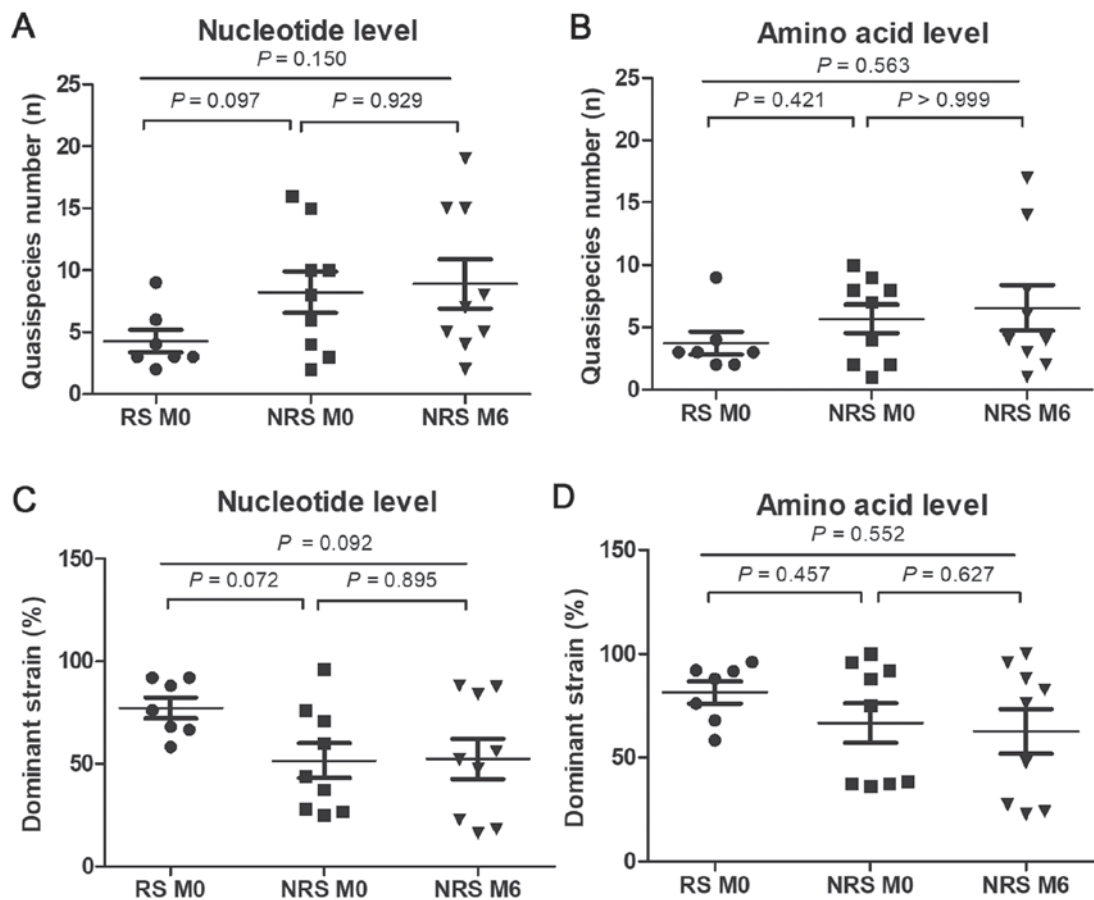 A
Nucleotide level
P = 0.150
P = 0.097
P = 0.929
Quasispecies number (n)
25
20
15
10
5
0
RS M0
NRS M0
NRS M6
B
Amino acid level
P = 0.563
P = 0.421
P > 0.999
Quasispecies number (n)
25
20
15
10
5
0
RS M0
NRS M0
NRS M6
C
Nucleotide level
P = 0.092
P = 0.072
P = 0.895
Dommant strain (%)
150
100
50
0
RS M0
NRS M0
NRS M6
D
Amino acid level
P = 0.552
P = 0.457
P = 0.627
Dommant strain (%)
150
100
50
0
RS M0
NRS M0
NRS M6